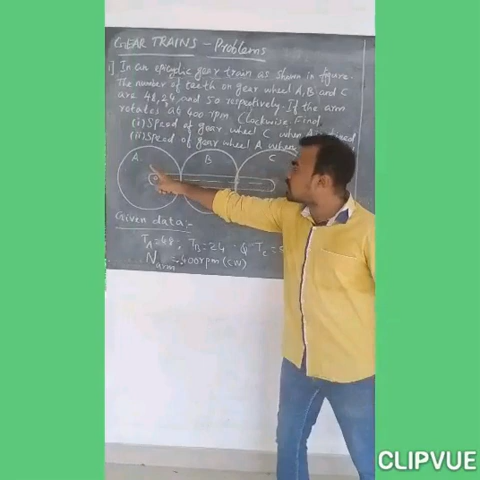 GEAR TRAINS - Problems
1] In an epicyclic gear train as shown in figure.
The number of teeth on gear wheel A, B and C
are 48, 24, and 50 respectively. If the arm
rotates at 400 rpm Clockwise Find
(i) Speed of gear wheel C when A is fixed
(ii) Speed of gear wheel A when
A B C
Given data:-
TA = 48; TB = 24 & TC =
Narm = 400rpm (CW)
CLIPVUE